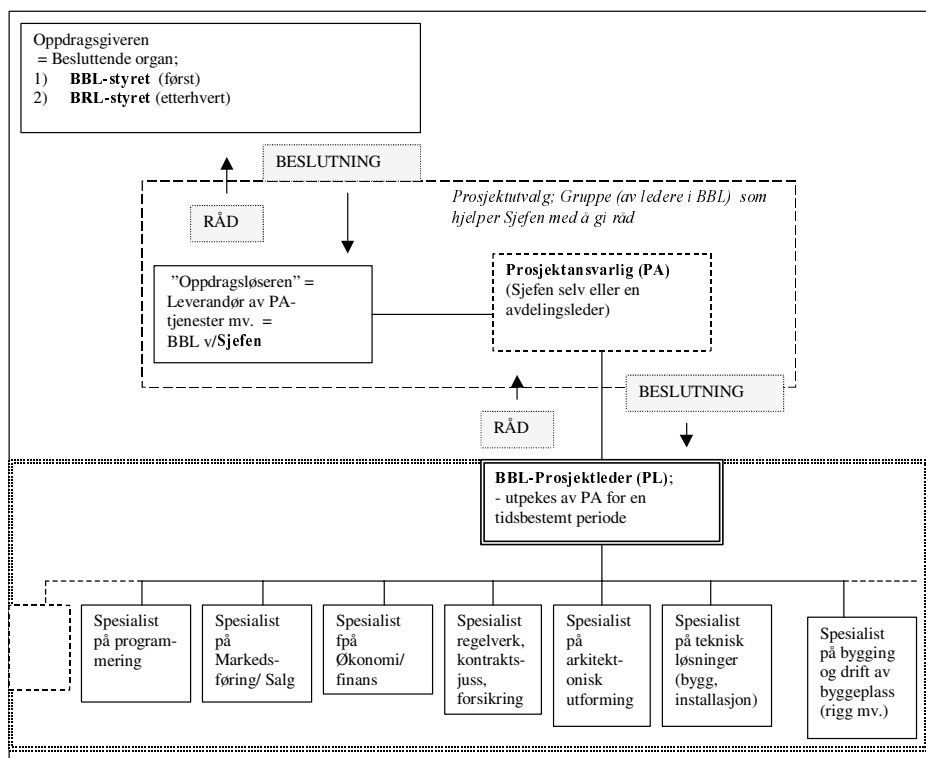 Oppdragsgiveren
= Besluttende organ;
1) BBL-styret (først)
2) BRL-styret (etterhvert)
BESLUTNING
RÅD
Prosjektutvalg; Gruppe (av ledere i BBL) som
hjelper Sjefen med å gi råd
”Oppdragsløseren” =
Leverandør av PA-
tjenester mv. =
BBL v/Sjefen
Prosjektansvarlig (PA)
(Sjefen selv eller en
avdelingsleder)
BESLUTNING
RÅD
BBL-Prosjektleder (PL);
- utpekes av PA for en
tidsbestemt periode
Spesialist
på program-
mering
Spesialist
på
Markeds-
føring/ Salg
Spesialist
fpå
Økonomi/
finans
Spesialist
regelverk,
kontrakts-
juss,
forsikring
Spesialist
på
arkitekt-
onisk
utforming
Spesialist
på teknisk
løsninger
(bygg,
installasjon)
Spesialist
på bygging
og drift av
byggeplass
(rigg mv.)